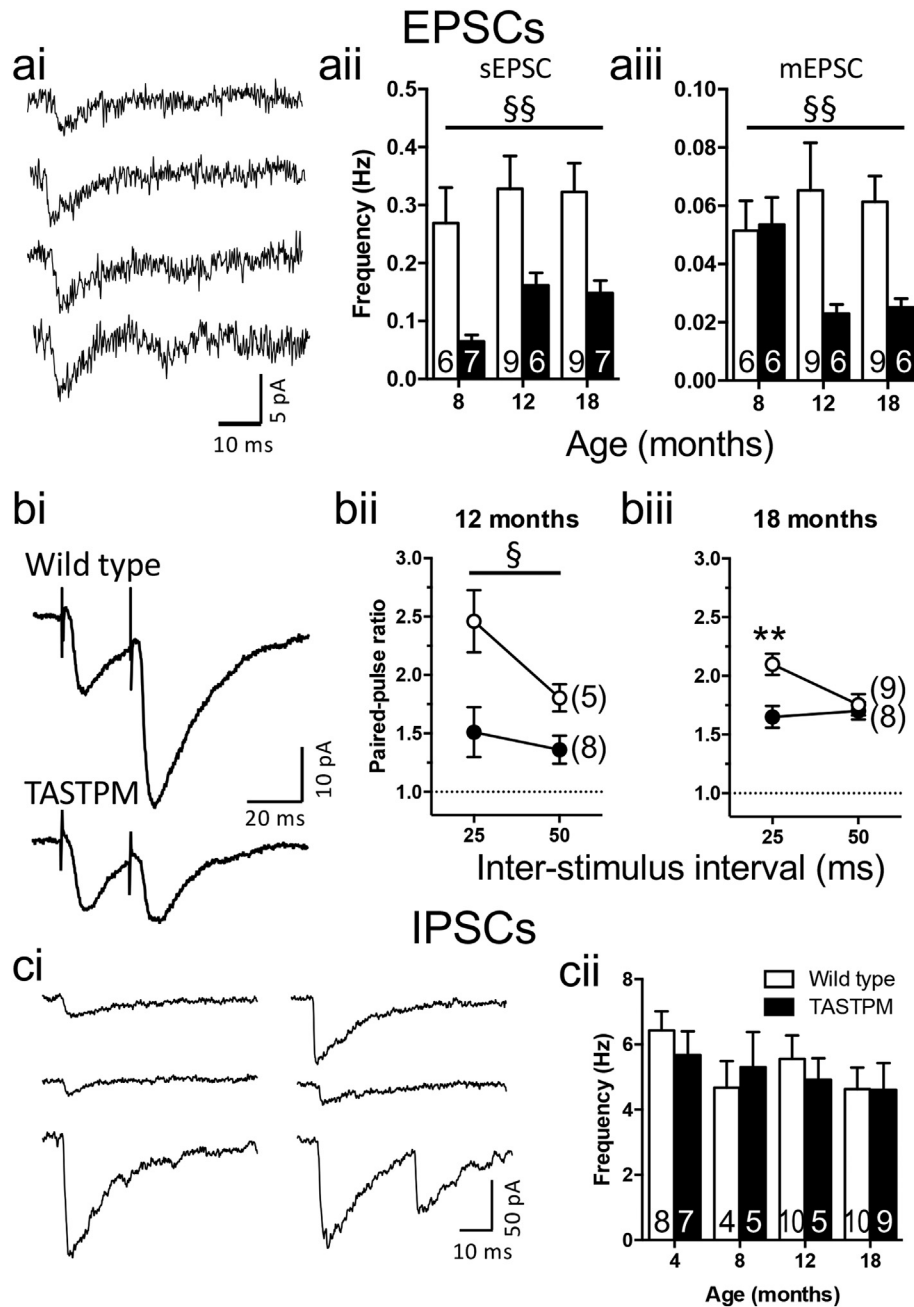 EPSCs
ai
aii
aiii
sEPSC
mEPSC
5 pA
10 ms
Frequency (Hz)
0.5
0.4
0.3
0.2
0.1
0.0
§§
6 7 9 6 9 7
8 12 18
0.10
0.08
0.06
0.04
0.02
0.00
§§
6 6 9 6 9 6
8 12 18
Age (months)
bi
bii
biii
Wild type
TASTPM
10 pA
20 ms
12 months
18 months
Paired-pulse ratio
3.0
2.5
2.0
1.5
1.0
§
(5)
(8)
25 50
3.0
2.5
2.0
1.5
1.0
**
(9)
(8)
25 50
Inter-stimulus interval (ms)
IPSCs
ci
cii
50 pA
10 ms
Wild type
TASTPM
Frequency (Hz)
8
6
4
2
0
8 7 4 5 10 5 10 9
4 8 12 18
Age (months)